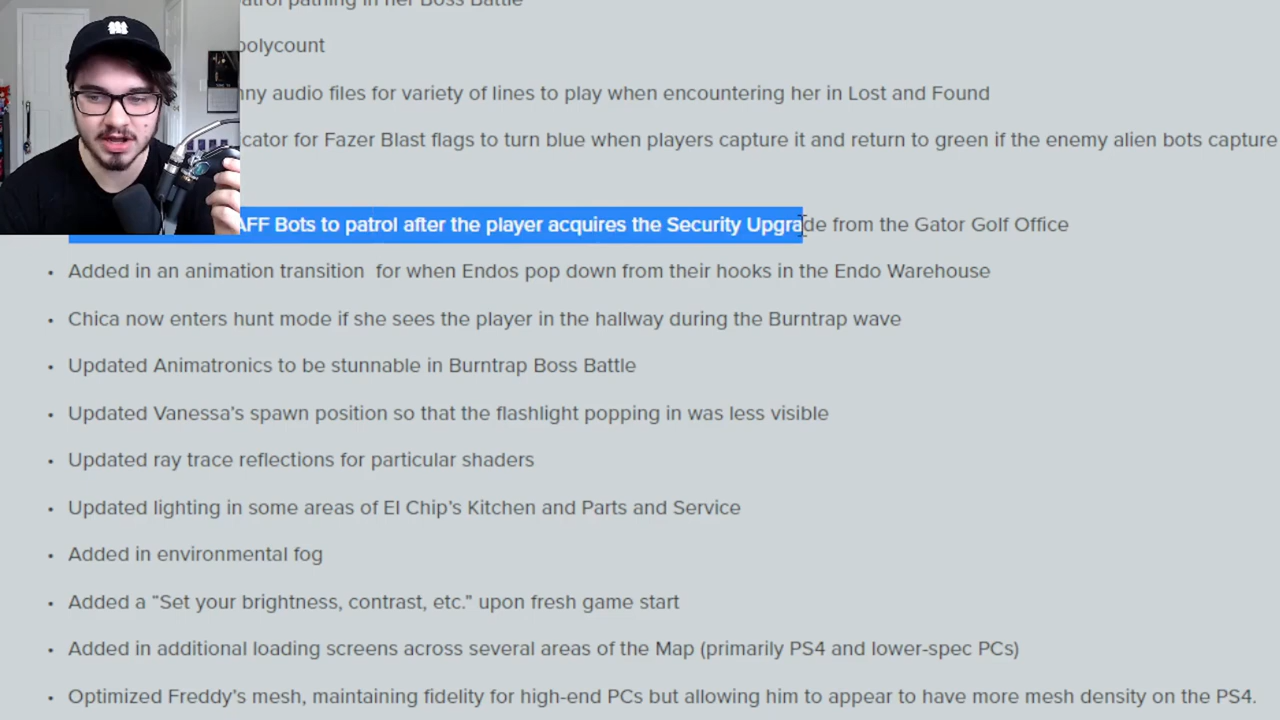 patrol pathing in her Boss Battle
polycount
nny audio files for variety of lines to play when encountering her in Lost and Found
cator for Fazer Blast flags to turn blue when players capture it and return to green if the enemy alien bots capture
AFF Bots to patrol after the player acquires the Security Upgrade from the Gator Golf Office
• Added in an animation transition  for when Endos pop down from their hooks in the Endo Warehouse
• Chica now enters hunt mode if she sees the player in the hallway during the Burntrap wave
• Updated Animatronics to be stunnable in Burntrap Boss Battle
• Updated Vanessa’s spawn position so that the flashlight popping in was less visible
• Updated ray trace reflections for particular shaders
• Updated lighting in some areas of El Chip’s Kitchen and Parts and Service
• Added in environmental fog
• Added a “Set your brightness, contrast, etc.” upon fresh game start
• Added in additional loading screens across several areas of the Map (primarily PS4 and lower-spec PCs)
• Optimized Freddy’s mesh, maintaining fidelity for high-end PCs but allowing him to appear to have more mesh density on the PS4.